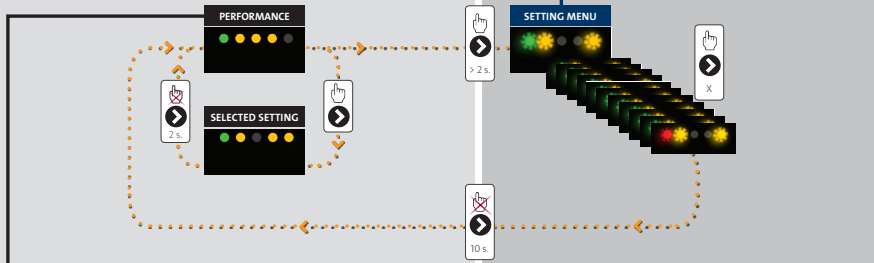 PERFORMANCE
SETTING MENU
> 2 s.
X
2 s.
SELECTED SETTING
10 s.